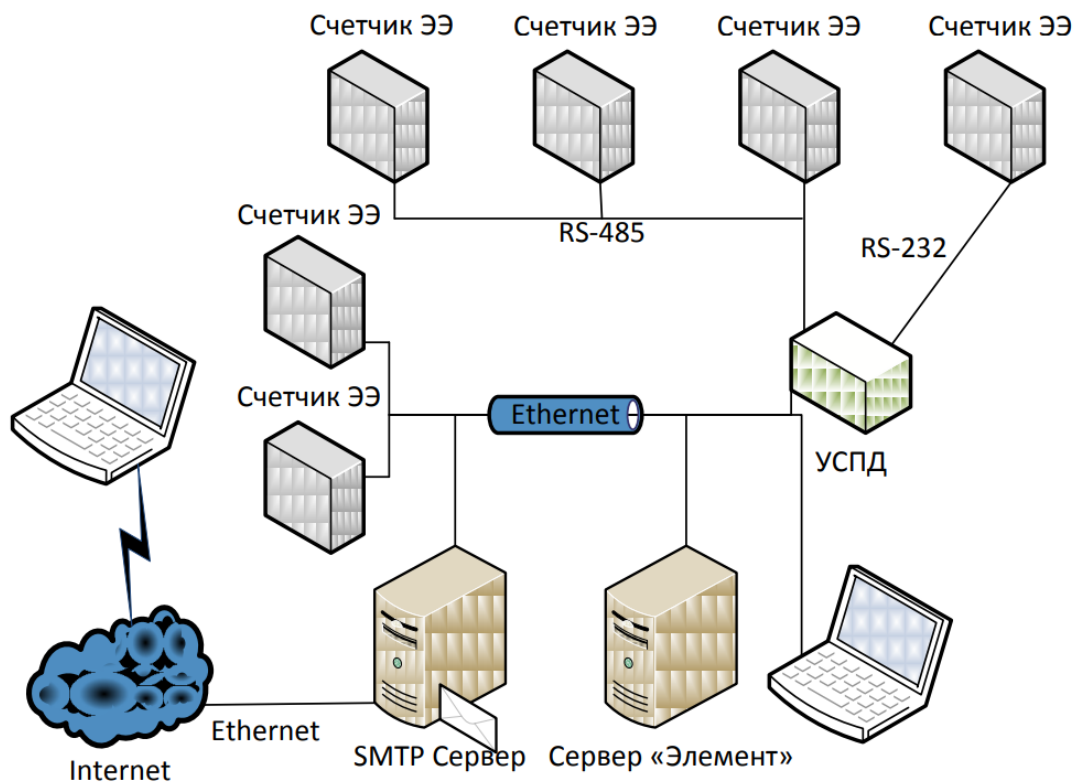 Счетчик ЭЭ
Счетчик ЭЭ
Счетчик ЭЭ
Счетчик ЭЭ
RS-485
RS-232
Счетчик ЭЭ
Счетчик ЭЭ
Ethernet
УСПД
Ethernet
SMTP Сервер
Сервер «Элемент»
Internet